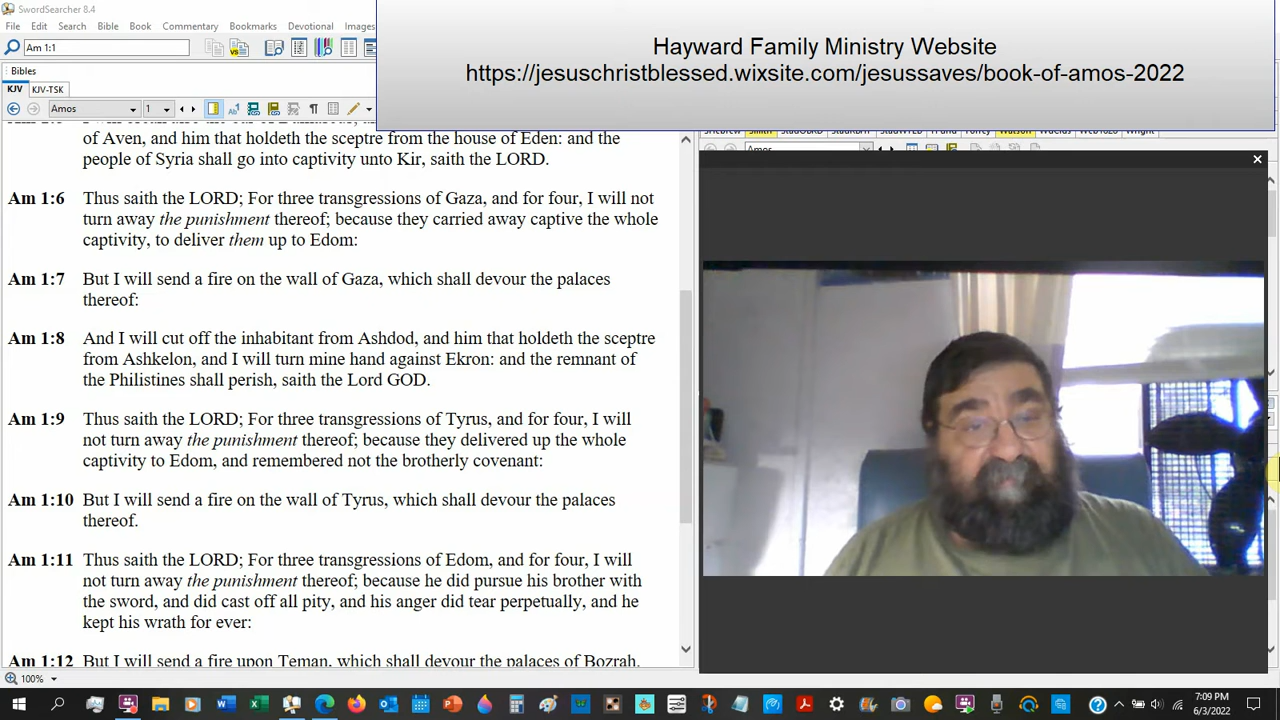 SwordSearcher 8.4
File Edit Search Bible Book Commentary Bookmarks Devotional Images
Hayward Family Ministry Website
https://jesuschristblessed.wixsite.com/jesussaves/book-of-amos-2022
Am 1:1
Bibles
KJV KJV-TSK
Amos 1
of Aven, and him that holdeth the sceptre from the house of Eden: and the
people of Syria shall go into captivity unto Kir, saith the LORD.
Am 1:6 Thus saith the LORD; For three transgressions of Gaza, and for four, I will not
turn away the punishment thereof; because they carried away captive the whole
captivity, to deliver them up to Edom:
Am 1:7 But I will send a fire on the wall of Gaza, which shall devour the palaces
thereof:
Am 1:8 And I will cut off the inhabitant from Ashdod, and him that holdeth the sceptre
from Ashkelon, and I will turn mine hand against Ekron: and the remnant of
the Philistines shall perish, saith the Lord GOD.
Am 1:9 Thus saith the LORD; For three transgressions of Tyrus, and for four, I will
not turn away the punishment thereof; because they delivered up the whole
captivity to Edom, and remembered not the brotherly covenant:
Am 1:10 But I will send a fire on the wall of Tyrus, which shall devour the palaces
thereof.
Am 1:11 Thus saith the LORD; For three transgressions of Edom, and for four, I will
not turn away the punishment thereof; because he did pursue his brother with
the sword, and did cast off all pity, and his anger did tear perpetually, and he
kept his wrath for ever:
Am 1:12 But I will send a fire upon Teman, which shall devour the palaces of Bozrah.
100%
7:09 PM
6/3/2022